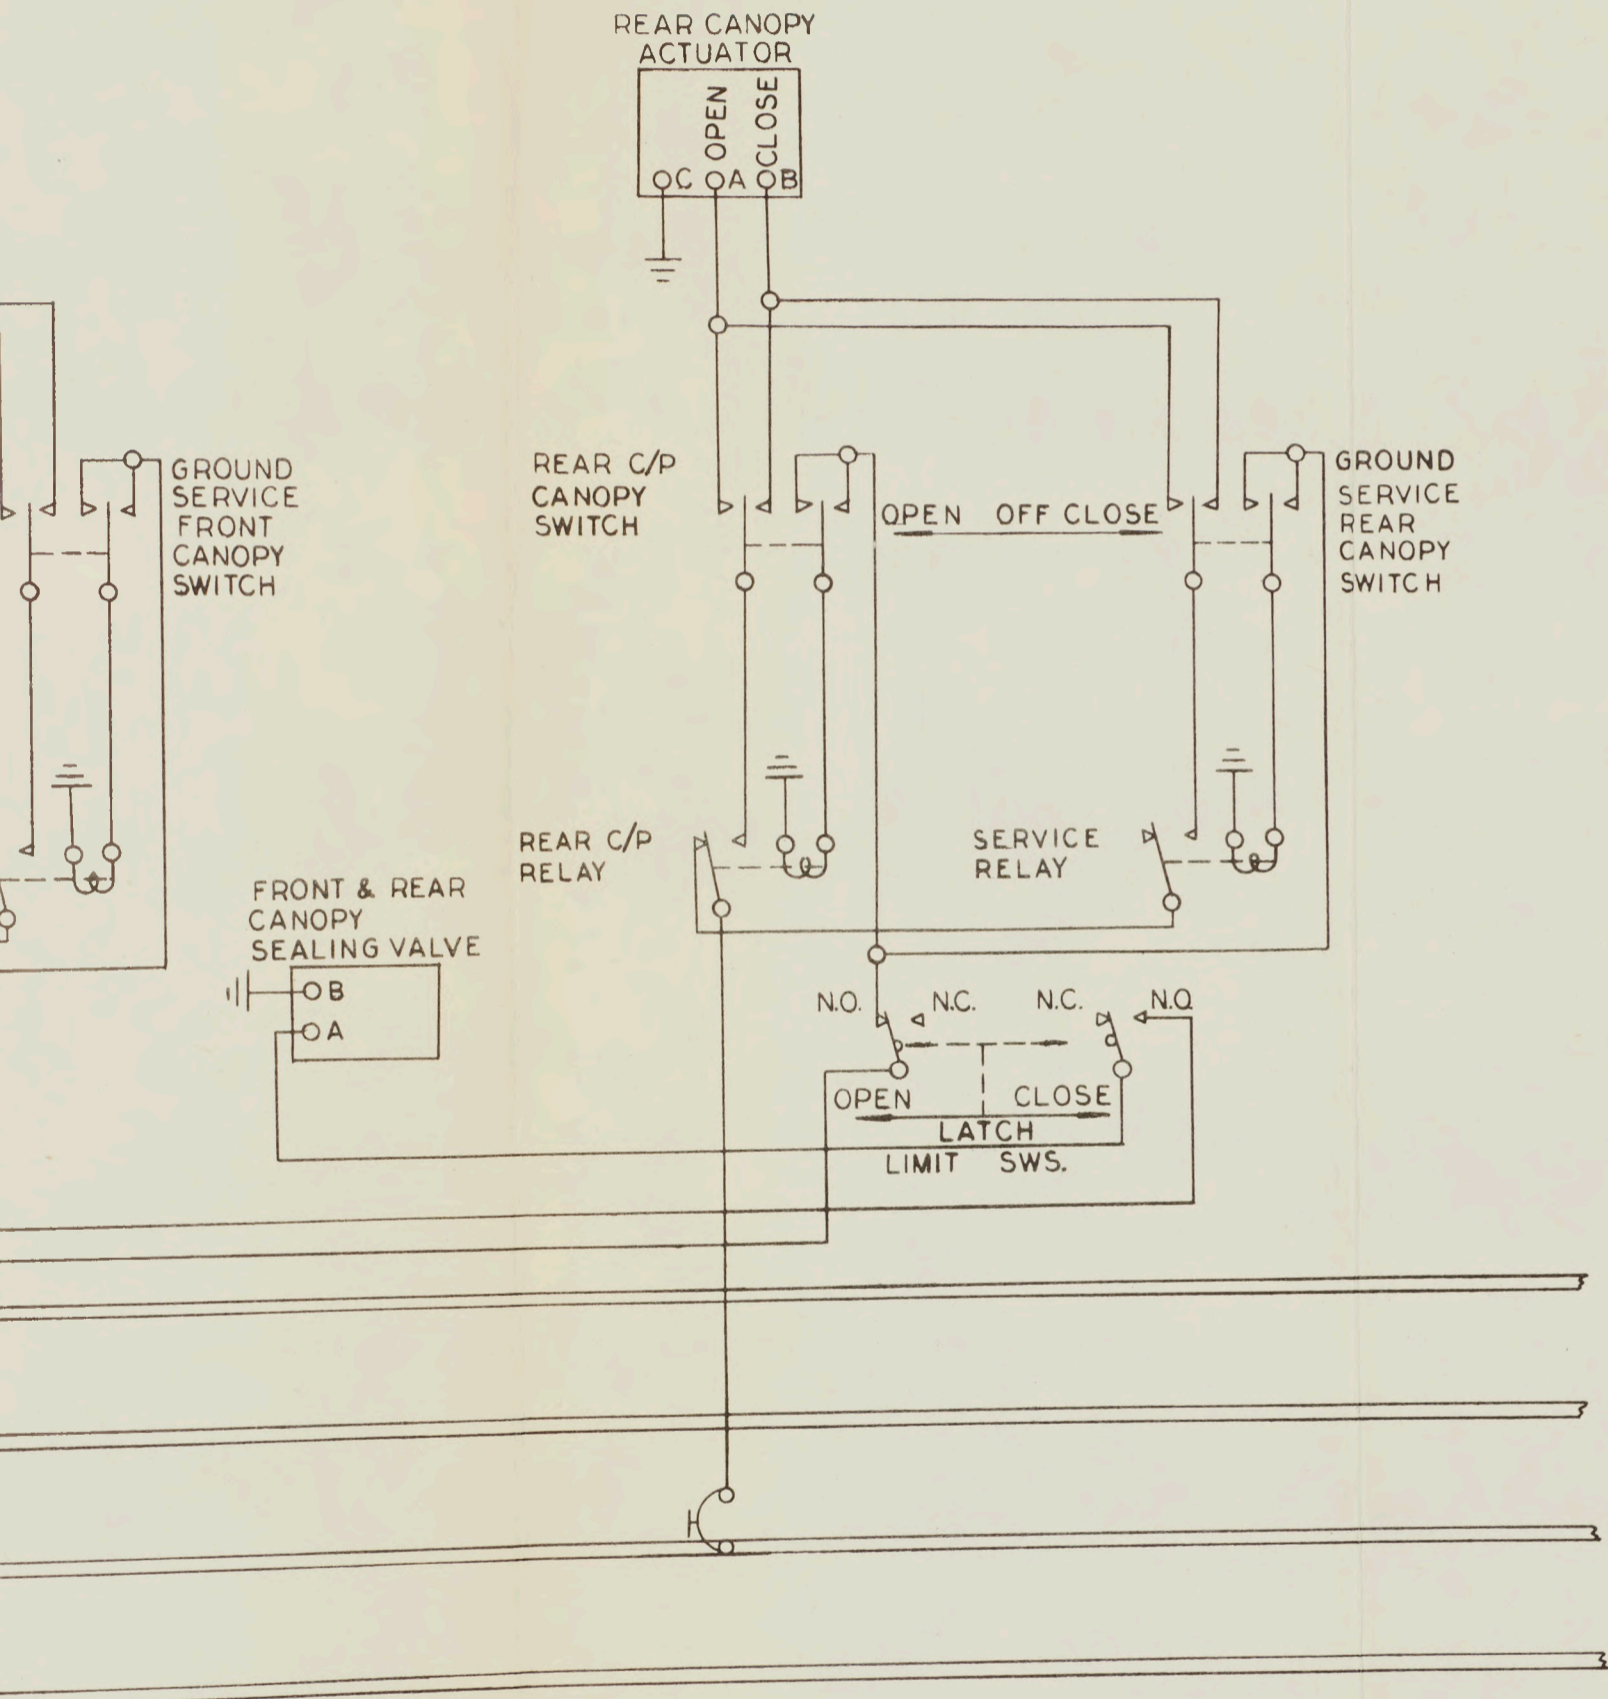 REAR CANOPY
ACTUATOR
OPEN
CLOSE
C A B
GROUND
SERVICE
FRONT
CANOPY
SWITCH
REAR C/P
CANOPY
SWITCH
OPEN OFF CLOSE
GROUND
SERVICE
REAR
CANOPY
SWITCH
REAR C/P
RELAY
SERVICE
RELAY
FRONT & REAR
CANOPY
SEALING VALVE
B
A
N.O. N.C. N.C. N.O
OPEN CLOSE
LATCH
LIMIT SWS.